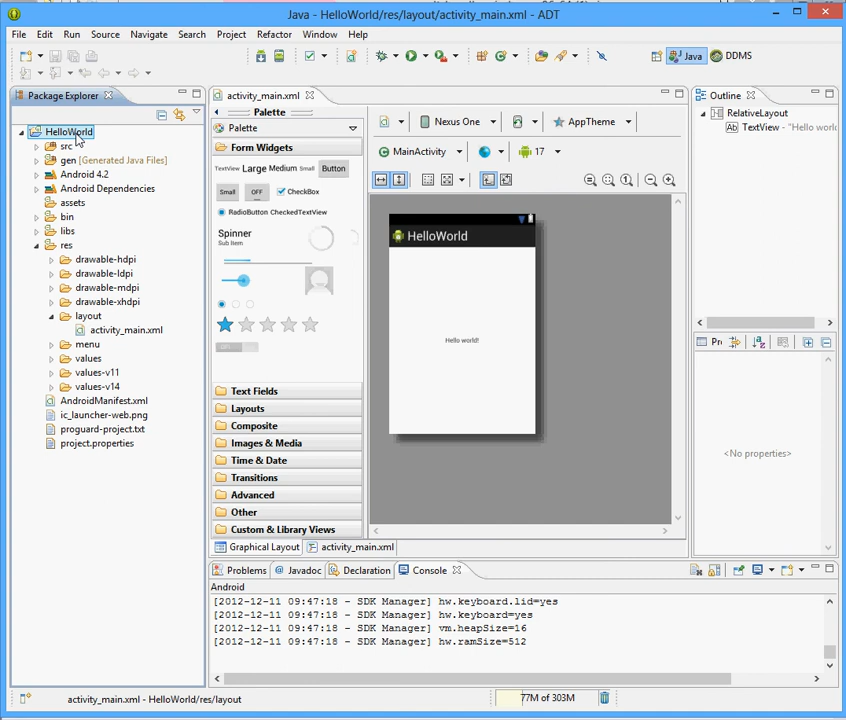 Java - HelloWorld/res/layout/activity_main.xml - ADT
File Edit Run Source Navigate Search Project Refactor Window Help
Java DDMS
Package Explorer
HelloWorld
src
gen [Generated Java Files]
Android 4.2
Android Dependencies
assets
bin
libs
res
drawable-hdpi
drawable-ldpi
drawable-mdpi
drawable-xhdpi
layout
activity_main.xml
menu
values
values-v11
values-v14
AndroidManifest.xml
ic_launcher-web.png
proguard-project.txt
project.properties
activity_main.xml
Palette
Palette
Form Widgets
TextView Large Medium Small Button
Small OFF CheckBox
RadioButton CheckedTextView
Spinner
Sub Item
Text Fields
Layouts
Composite
Images & Media
Time & Date
Transitions
Advanced
Other
Custom & Library Views
Graphical Layout activity_main.xml
Nexus One AppTheme
MainActivity 17
HelloWorld
Hello world!
Outline
RelativeLayout
Ab TextView - "Hello world
Pr
<No properties>
Problems @ Javadoc Declaration Console
Android
[2012-12-11 09:47:18 - SDK Manager] hw.keyboard.lid=yes
[2012-12-11 09:47:18 - SDK Manager] hw.keyboard=yes
[2012-12-11 09:47:18 - SDK Manager] vm.heapSize=16
[2012-12-11 09:47:18 - SDK Manager] hw.ramSize=512
activity_main.xml - HelloWorld/res/layout
77M of 303M